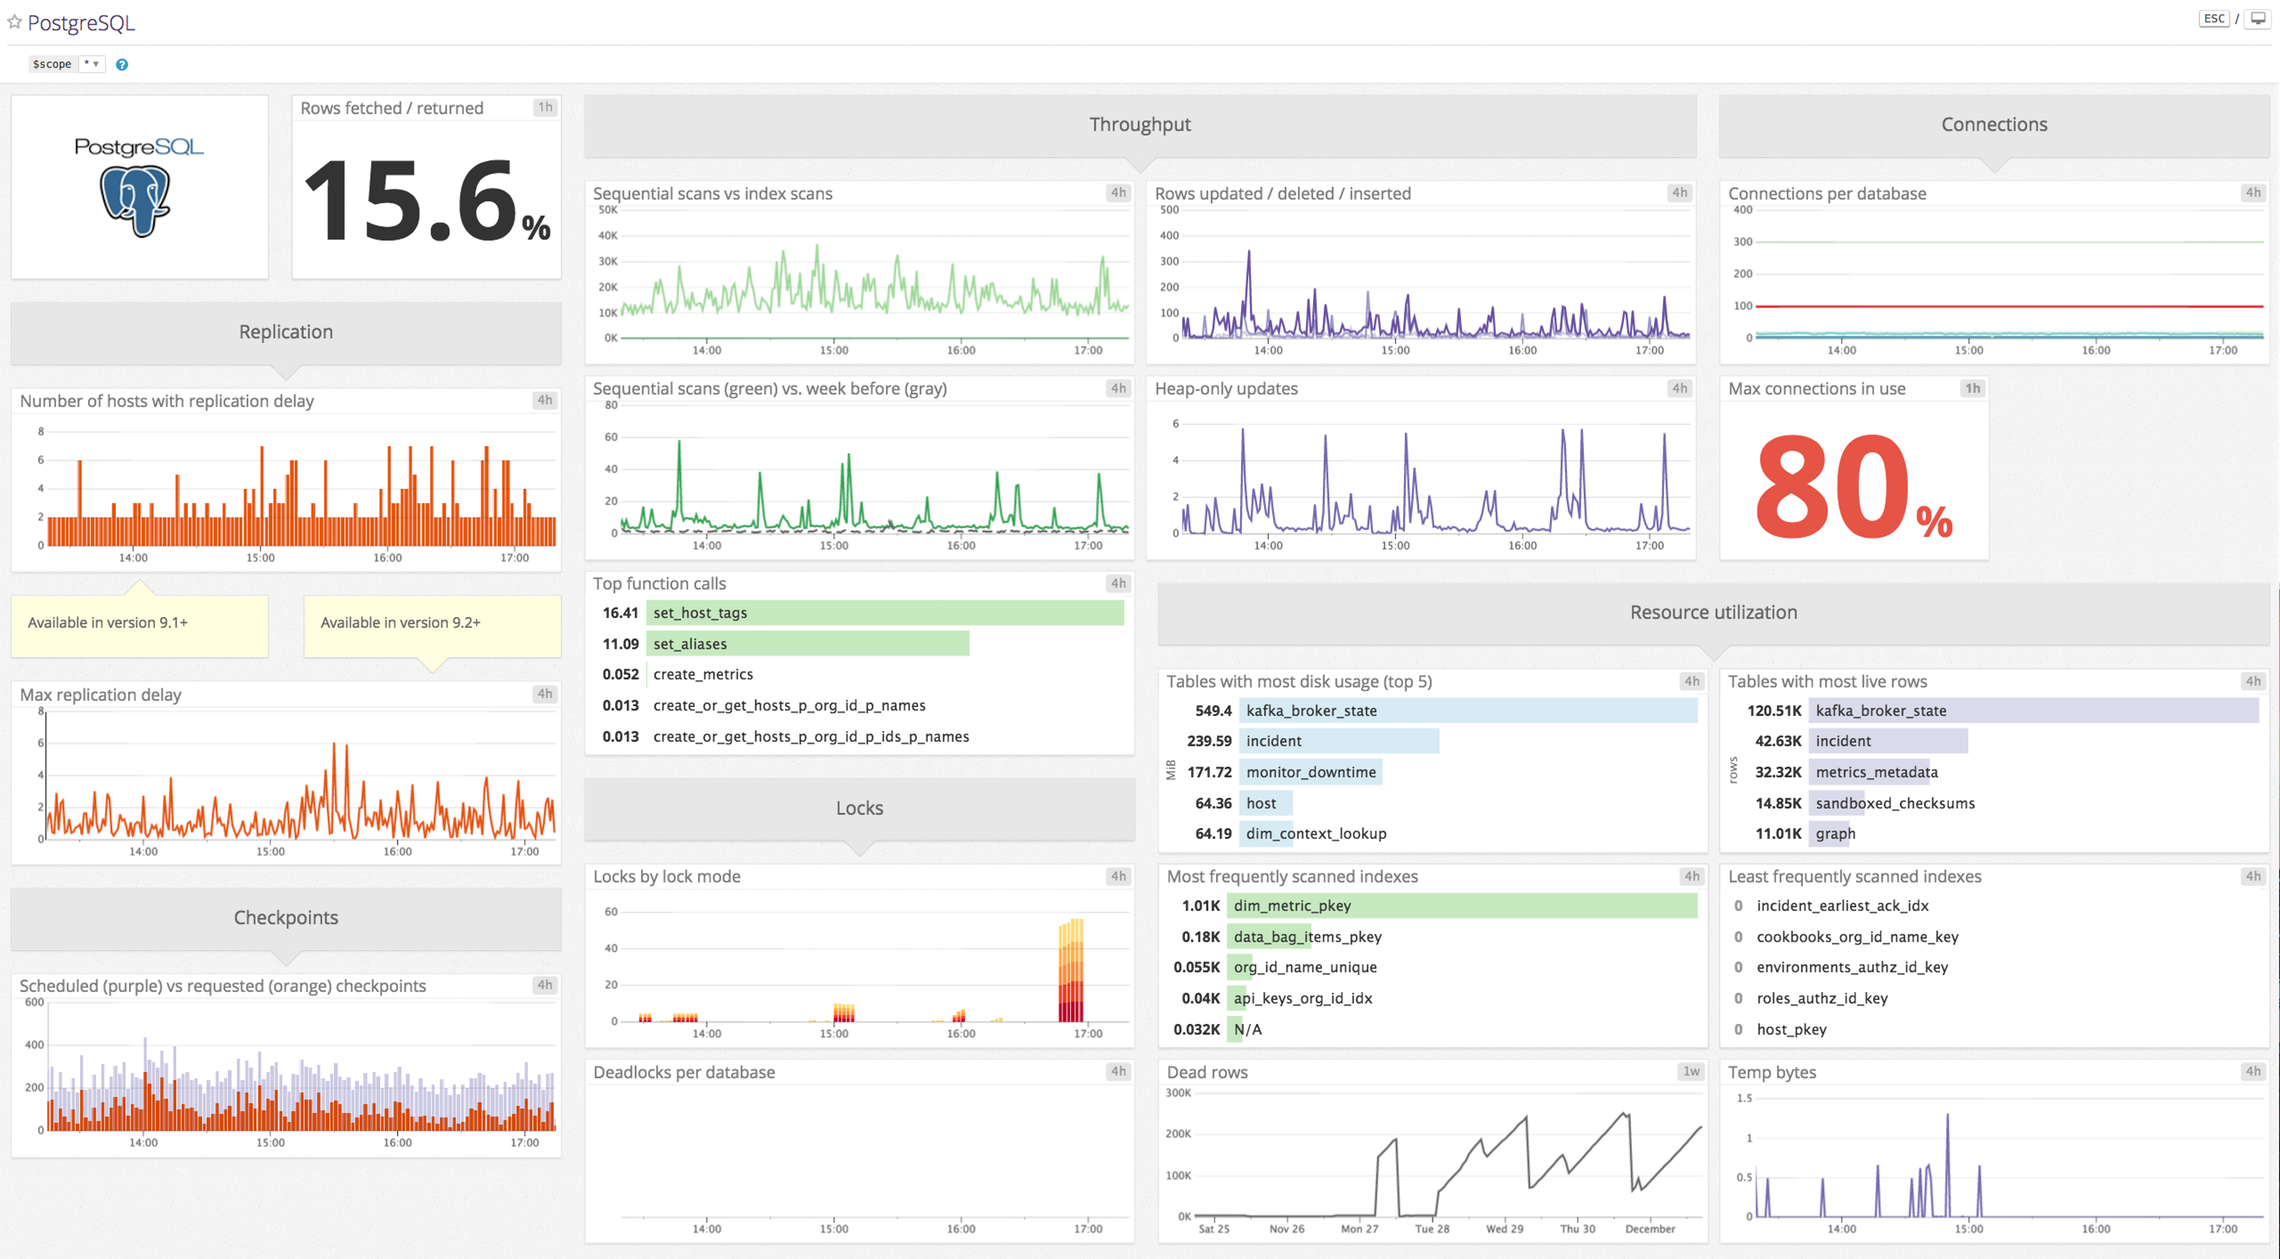 PostgreSQL
ESC /
$scope * ▾ ?
PostgreSQL
Rows fetched / returned 1h
15.6%
Replication
Number of hosts with replication delay 4h
8
6
4
2
0
14:00 15:00 16:00 17:00
Available in version 9.1+
Available in version 9.2+
Max replication delay 4h
8
6
4
2
0
14:00 15:00 16:00 17:00
Checkpoints
Scheduled (purple) vs requested (orange) checkpoints 4h
600
400
200
0
14:00 15:00 16:00 17:00
Throughput
Sequential scans vs index scans 4h
50K
40K
30K
20K
10K
0K
14:00 15:00 16:00 17:00
Rows updated / deleted / inserted 4h
500
400
300
200
100
0
14:00 15:00 16:00 17:00
Sequential scans (green) vs. week before (gray) 4h
80
60
40
20
0
14:00 15:00 16:00 17:00
Heap-only updates 4h
6
4
2
0
14:00 15:00 16:00 17:00
Top function calls 4h
16.41 set_host_tags
11.09 set_aliases
0.052 create_metrics
0.013 create_or_get_hosts_p_org_id_p_names
0.013 create_or_get_hosts_p_org_id_p_ids_p_names
Locks
Locks by lock mode 4h
60
40
20
0
14:00 15:00 16:00 17:00
Deadlocks per database 4h
14:00 15:00 16:00 17:00
Connections
Connections per database 4h
400
300
200
100
0
14:00 15:00 16:00 17:00
Max connections in use 1h
80%
Resource utilization
Tables with most disk usage (top 5) 4h
MiB
549.4 kafka_broker_state
239.59 incident
171.72 monitor_downtime
64.36 host
64.19 dim_context_lookup
Tables with most live rows 4h
rows
120.51K kafka_broker_state
42.63K incident
32.32K metrics_metadata
14.85K sandboxed_checksums
11.01K graph
Most frequently scanned indexes 4h
1.01K dim_metric_pkey
0.18K data_bag_items_pkey
0.055K org_id_name_unique
0.04K api_keys_org_id_idx
0.032K N/A
Least frequently scanned indexes 4h
0 incident_earliest_ack_idx
0 cookbooks_org_id_name_key
0 environments_authz_id_key
0 roles_authz_id_key
0 host_pkey
Dead rows 1w
300K
200K
100K
0K
Sat 25 Nov 26 Mon 27 Tue 28 Wed 29 Thu 30 December
Temp bytes 4h
1.5
1
0.5
0
14:00 15:00 16:00 17:00